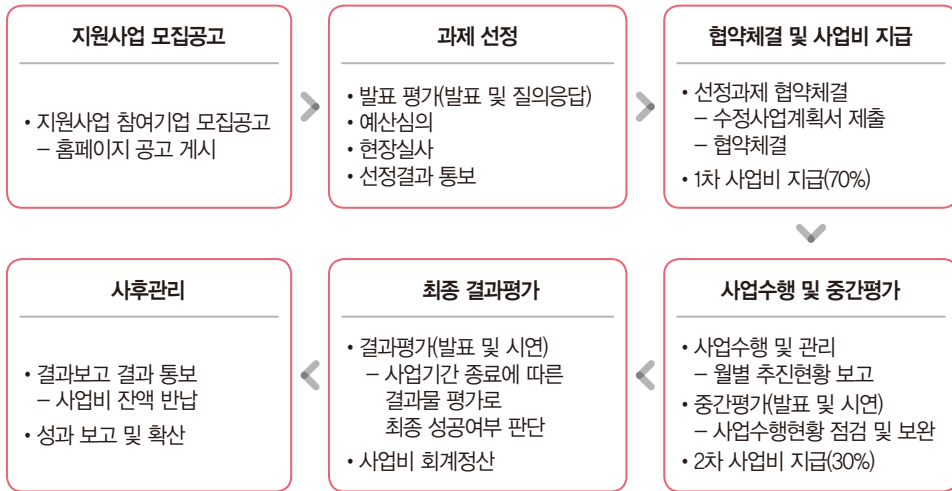 지원사업 모집공고
• 지원사업 참여기업 모집공고
– 홈페이지 공고 게시
과제 선정
• 발표 평가(발표 및 질의응답)
• 예산심의
• 현장실사
• 선정결과 통보
협약체결 및 사업비 지급
• 선정과제 협약체결
– 수정사업계획서 제출
– 협약체결
• 1차 사업비 지급(70%)
사업수행 및 중간평가
• 사업수행 및 관리
– 월별 추진현황 보고
• 중간평가(발표 및 시연)
– 사업수행현황 점검 및 보완
• 2차 사업비 지급(30%)
최종 결과평가
• 결과평가(발표 및 시연)
– 사업기간 종료에 따른
결과물 평가로
최종 성공여부 판단
• 사업비 회계정산
사후관리
• 결과보고 결과 통보
– 사업비 잔액 반납
• 성과 보고 및 확산